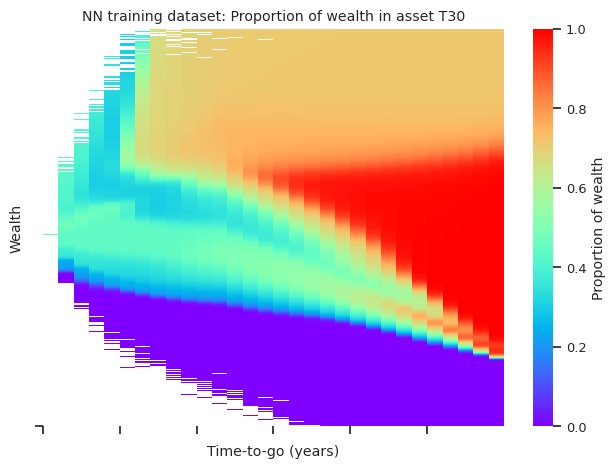 NN training dataset: Proportion of wealth in asset T30
Wealth
Time-to-go (years)
1.0
0.8
0.6
0.4
0.2
0.0
Proportion of wealth